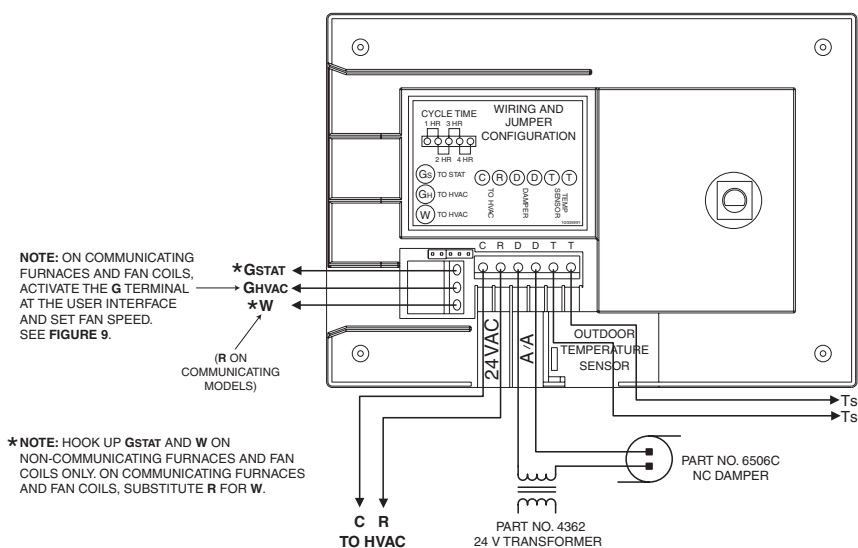 CYCLE TIME
1 HR 3 HR
2 HR 4 HR
WIRING AND
JUMPER
CONFIGURATION
GS TO STAT
GH TO HVAC
W TO HVAC
C R D D T T
TO HVAC
DAMPER
TEMP
SENSOR
C R D D T T
NOTE: ON COMMUNICATING
FURNACES AND FAN COILS,
ACTIVATE THE G TERMINAL
AT THE USER INTERFACE
AND SET FAN SPEED.
SEE FIGURE 9.
*GSTAT
GHVAC
*W
(R ON
COMMUNICATING
MODELS)
24VAC
A/A
OUTDOOR
TEMPERATURE
SENSOR
Ts
Ts
*NOTE: HOOK UP GSTAT AND W ON
NON-COMMUNICATING FURNACES AND FAN
COILS ONLY. ON COMMUNICATING FURNACES
AND FAN COILS, SUBSTITUTE R FOR W.
C R
TO HVAC
PART NO. 4362
24 V TRANSFORMER
PART NO. 6506C
NC DAMPER